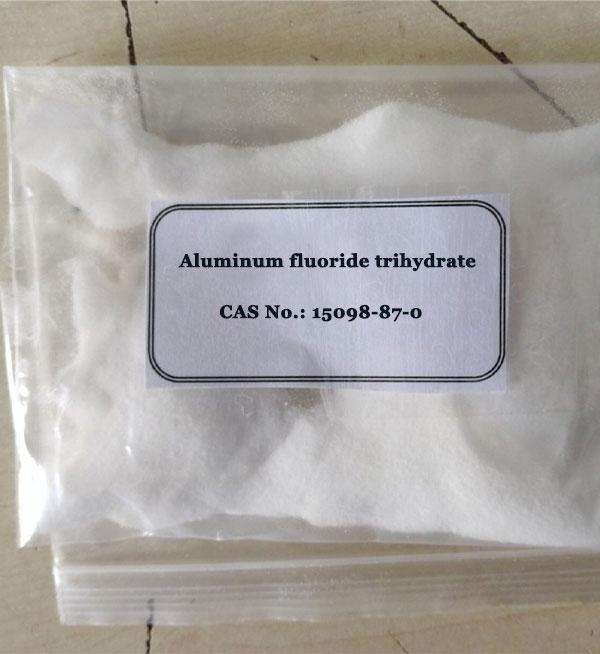 Aluminum fluoride trihydrate
CAS No.: 15098-87-0